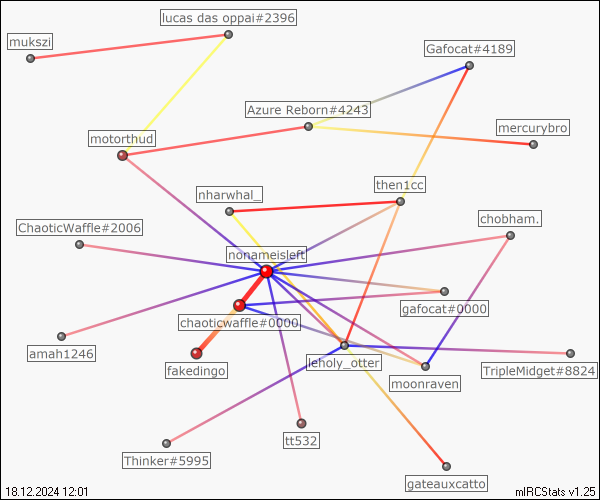 lucas das oppai#2396
mukszi
Gafocat#4189
Azure Reborn#4243
mercurybro
motorthud
then1cc
nharwhal_
chobham.
ChaoticWaffle#2006
nonameisleft
gafocat#0000
chaoticwaffle#0000
amah1246
fakedingo
leholy_otter
TripleMidget#8824
moonraven
tt532
Thinker#5995
gateauxcatto
18.12.2024 12:01
mIRCStats v1.25